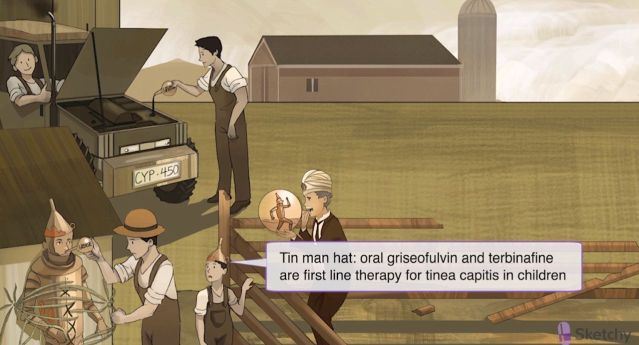 CYP-450
Tin man hat: oral griseofulvin and terbinafine
are first line therapy for tinea capitis in children
Sketchy